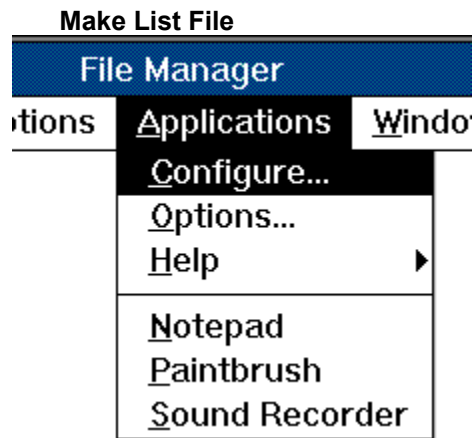 Make List File
File Manager
tions Applications Windo
Configure...
Options...
Help
Notepad
Paintbrush
Sound Recorder